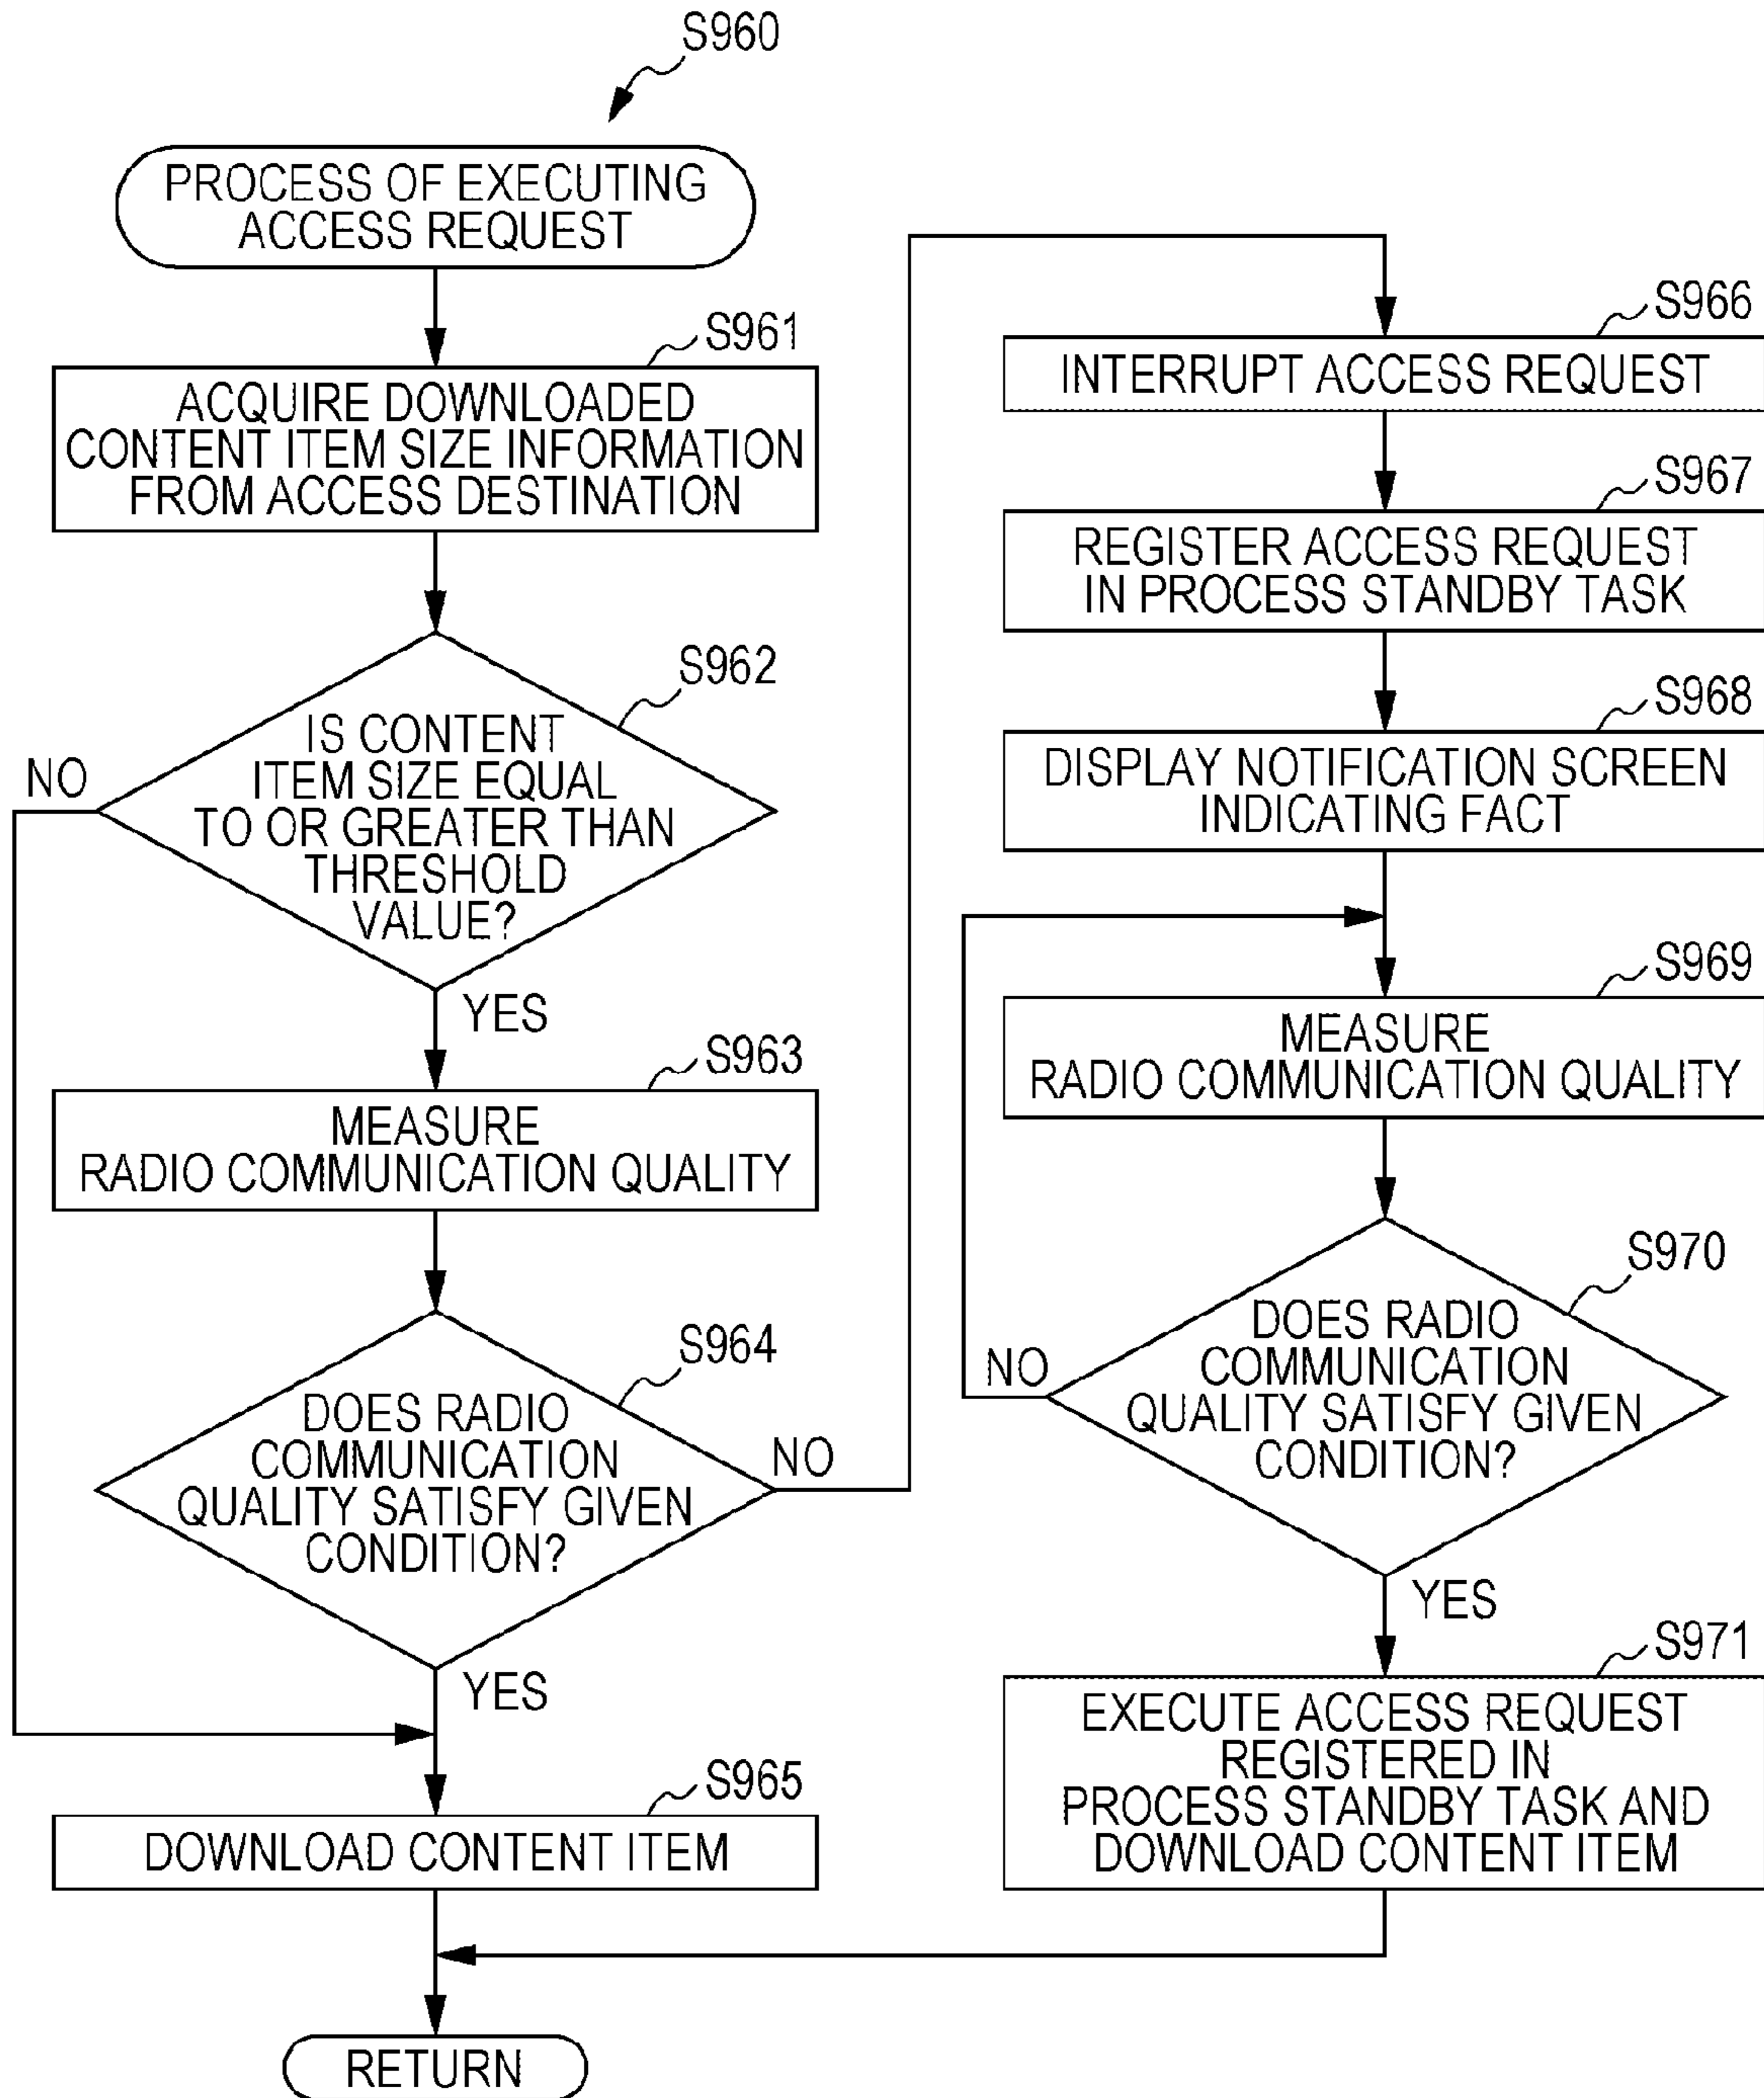 S960
PROCESS OF EXECUTING
ACCESS REQUEST
S961
ACQUIRE DOWNLOADED
CONTENT ITEM SIZE INFORMATION
FROM ACCESS DESTINATION
S962
IS CONTENT
ITEM SIZE EQUAL
TO OR GREATER THAN
THRESHOLD
VALUE?
NO
YES
S963
MEASURE
RADIO COMMUNICATION QUALITY
S964
DOES RADIO
COMMUNICATION
QUALITY SATISFY GIVEN
CONDITION?
NO
YES
S965
DOWNLOAD CONTENT ITEM
S966
INTERRUPT ACCESS REQUEST
S967
REGISTER ACCESS REQUEST
IN PROCESS STANDBY TASK
S968
DISPLAY NOTIFICATION SCREEN
INDICATING FACT
S969
MEASURE
RADIO COMMUNICATION QUALITY
S970
DOES RADIO
COMMUNICATION
QUALITY SATISFY GIVEN
CONDITION?
NO
YES
S971
EXECUTE ACCESS REQUEST
REGISTERED IN
PROCESS STANDBY TASK AND
DOWNLOAD CONTENT ITEM
RETURN